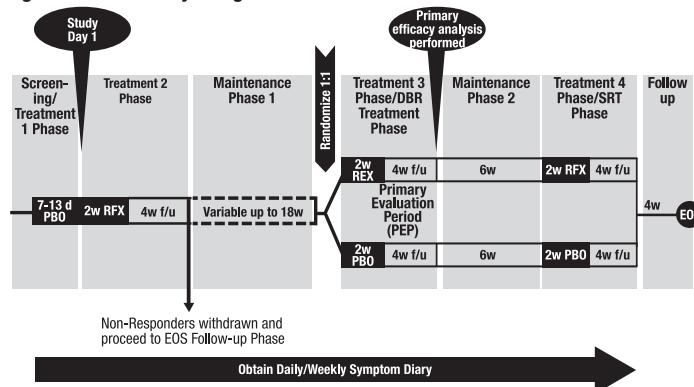 Study
Day 1
Primary
efficacy analysis
performed
Screen-
ing/
Treatment
1 Phase
Treatment 2
Phase
Maintenance
Phase 1
Randomize 1:1
Treatment 3
Phase/DBR
Treatment
Phase
Maintenance
Phase 2
Treatment 4
Phase/SRT
Phase
Follow
up
7-13 d
PBO
2w RFX
4w f/u
Variable up to 18w
2w
REX
4w f/u
6w
2w RFX
4w f/u
Primary
Evaluation
Period
(PEP)
2w
PBO
4w f/u
6w
2w PBO
4w f/u
4w
EO
Non-Responders withdrawn and
proceed to EOS Follow-up Phase
Obtain Daily/Weekly Symptom Diary